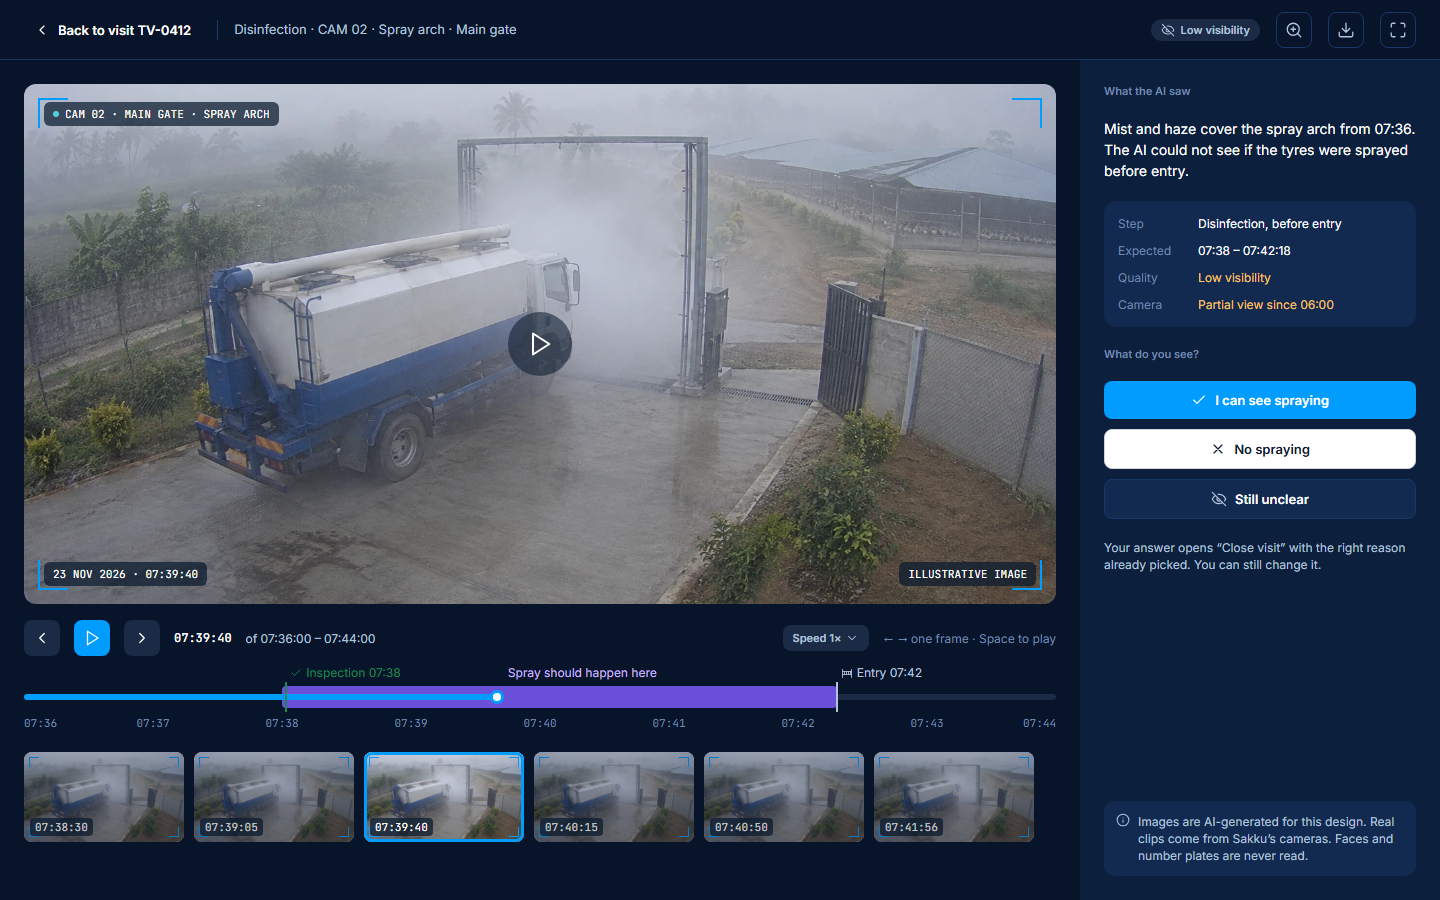 Back to visit TV-0412
Disinfection · CAM 02 · Spray arch · Main gate
Low visibility
CAM 02 · MAIN GATE · SPRAY ARCH
23 NOV 2026 · 07:39:40
ILLUSTRATIVE IMAGE
07:39:40 of 07:36:00 – 07:44:00
Speed 1×
← → one frame · Space to play
Inspection 07:38
Spray should happen here
Entry 07:42
07:36 07:37 07:38 07:39 07:40 07:41 07:42 07:43 07:44
07:38:30 07:39:05 07:39:40 07:40:15 07:40:50 07:41:56
What the AI saw
Mist and haze cover the spray arch from 07:36.
The AI could not see if the tyres were sprayed
before entry.
Step Disinfection, before entry
Expected 07:38 – 07:42:18
Quality Low visibility
Camera Partial view since 06:00
What do you see?
I can see spraying
No spraying
Still unclear
Your answer opens “Close visit” with the right reason
already picked. You can still change it.
Images are AI-generated for this design. Real
clips come from Sakku’s cameras. Faces and
number plates are never read.